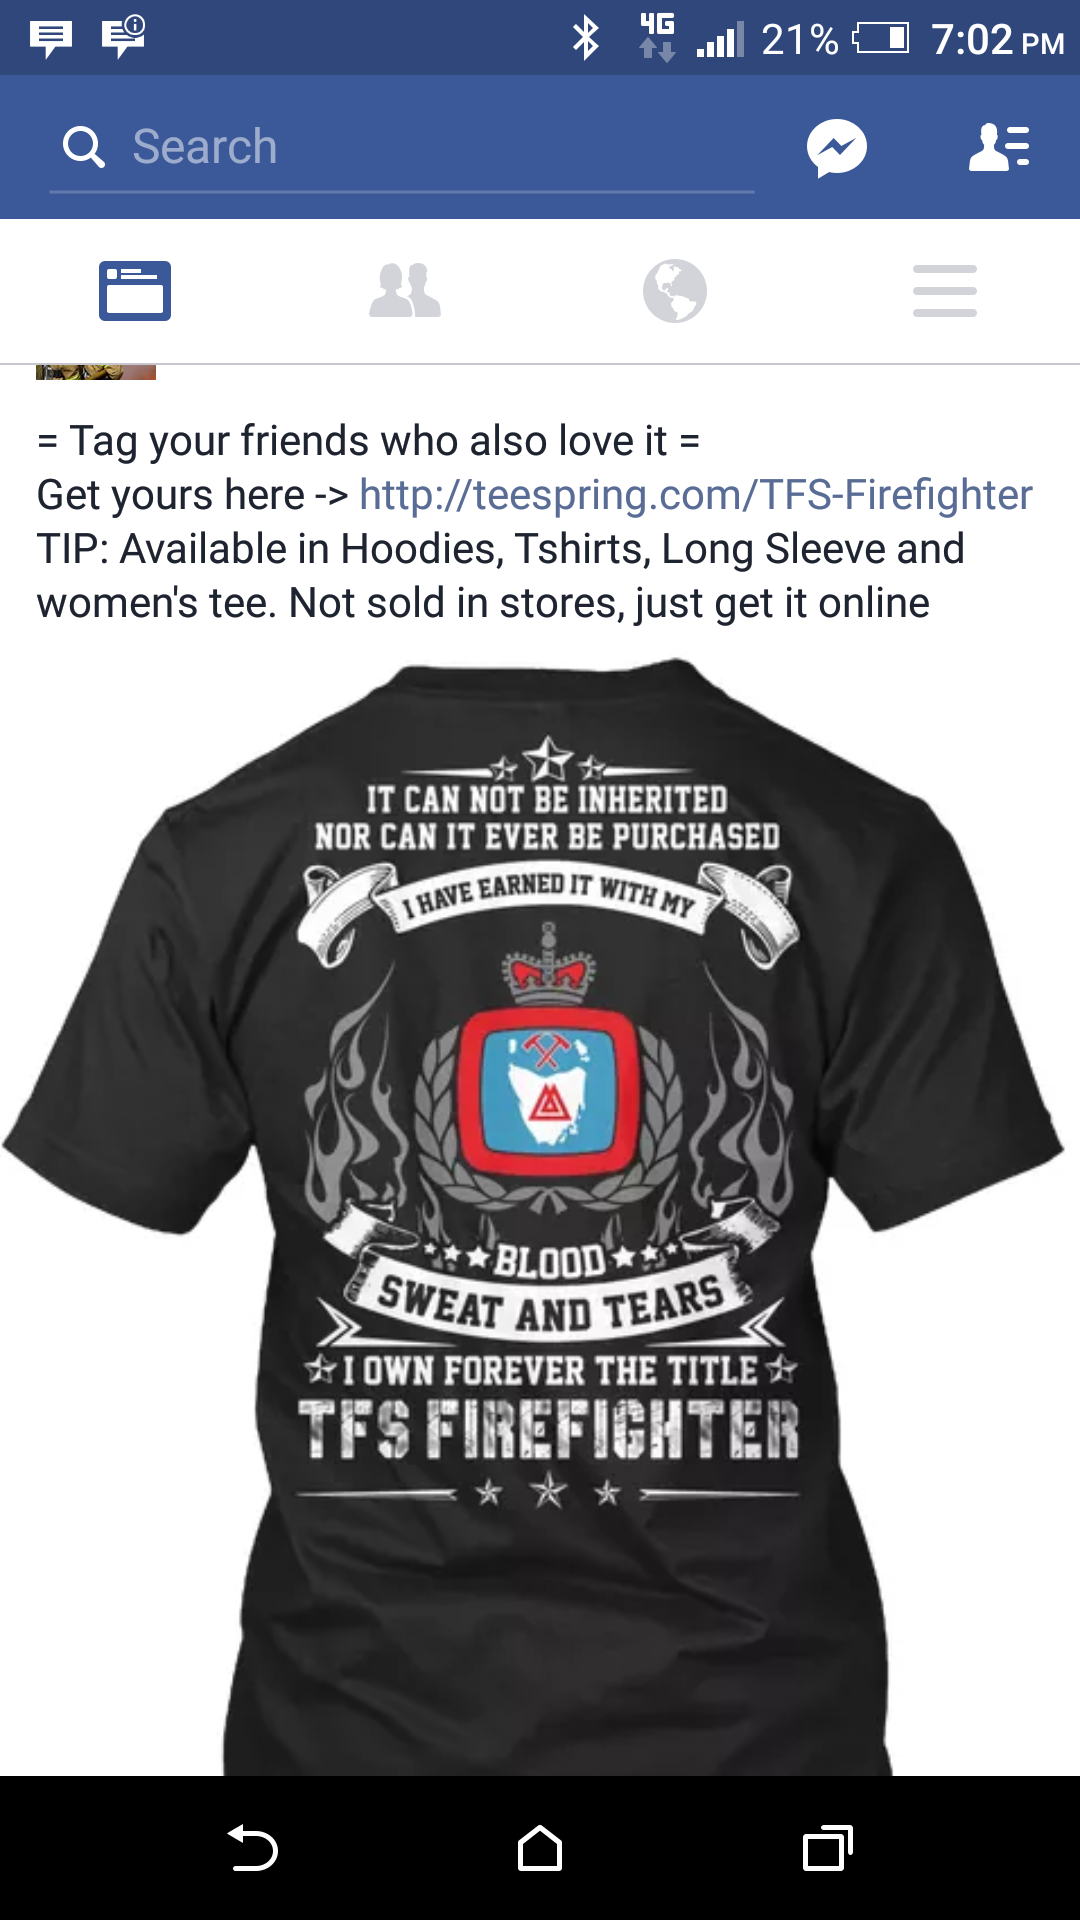 4G
21%
7:02 PM
Search
= Tag your friends who also love it =
Get yours here -> http://teespring.com/TFS-Firefighter
TIP: Available in Hoodies, Tshirts, Long Sleeve and
women's tee. Not sold in stores, just get it online
IT CAN NOT BE INHERITED
NOR CAN IT EVER BE PURCHASED
I HAVE EARNED IT WITH MY
BLOOD
SWEAT AND TEARS
I OWN FOREVER THE TITLE
TFS FIREFIGHTER